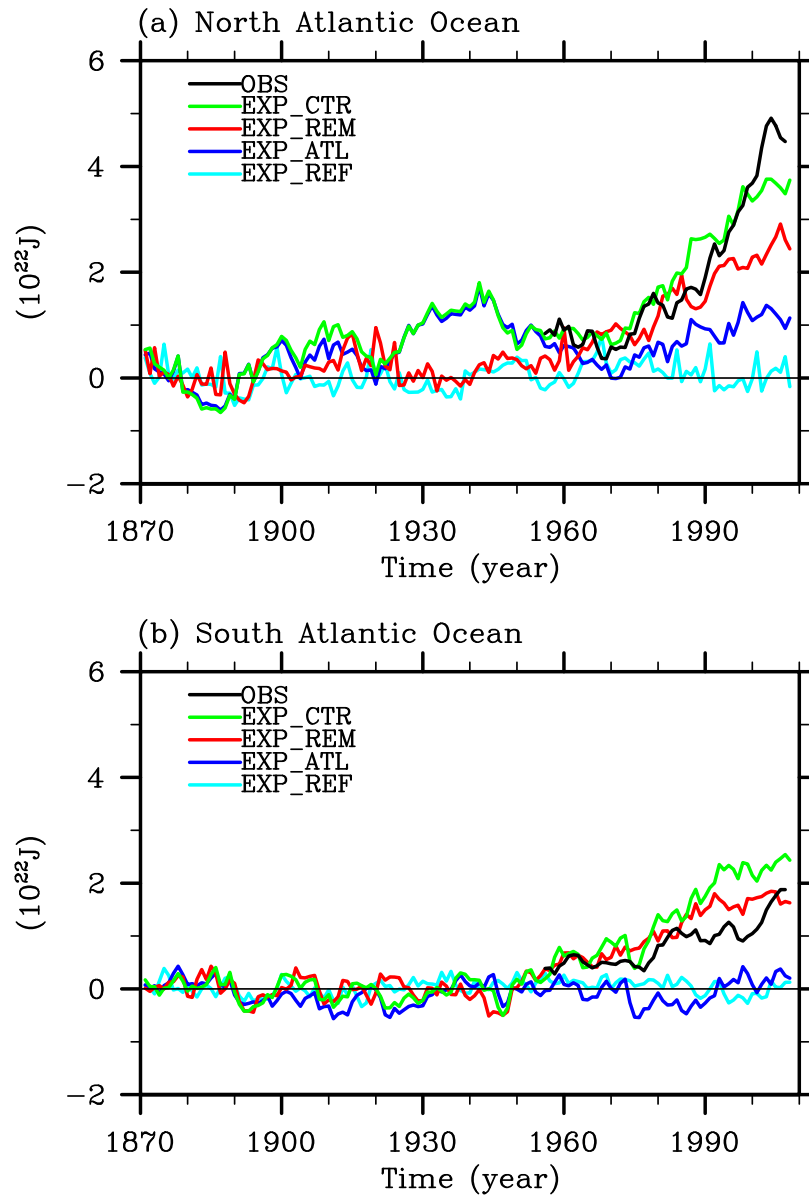 (a) North Atlantic Ocean
6
OBS
EXP_CTR
EXP_REM
EXP_ATL
EXP_REF
4
(10²²J)
2
0
−2
1870 1900 1930 1960 1990
Time (year)
(b) South Atlantic Ocean
6
OBS
EXP_CTR
EXP_REM
EXP_ATL
EXP_REF
4
(10²²J)
2
0
−2
1870 1900 1930 1960 1990
Time (year)